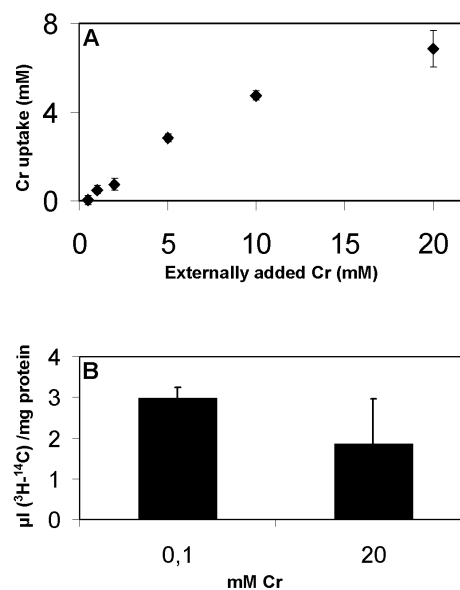 A
8
4
0
Cr uptake (mM)
0 5 10 15 20
Externally added Cr (mM)
B
4
3
2
1
0
µl (³H-¹⁴C) /mg protein
0,1 20
mM Cr